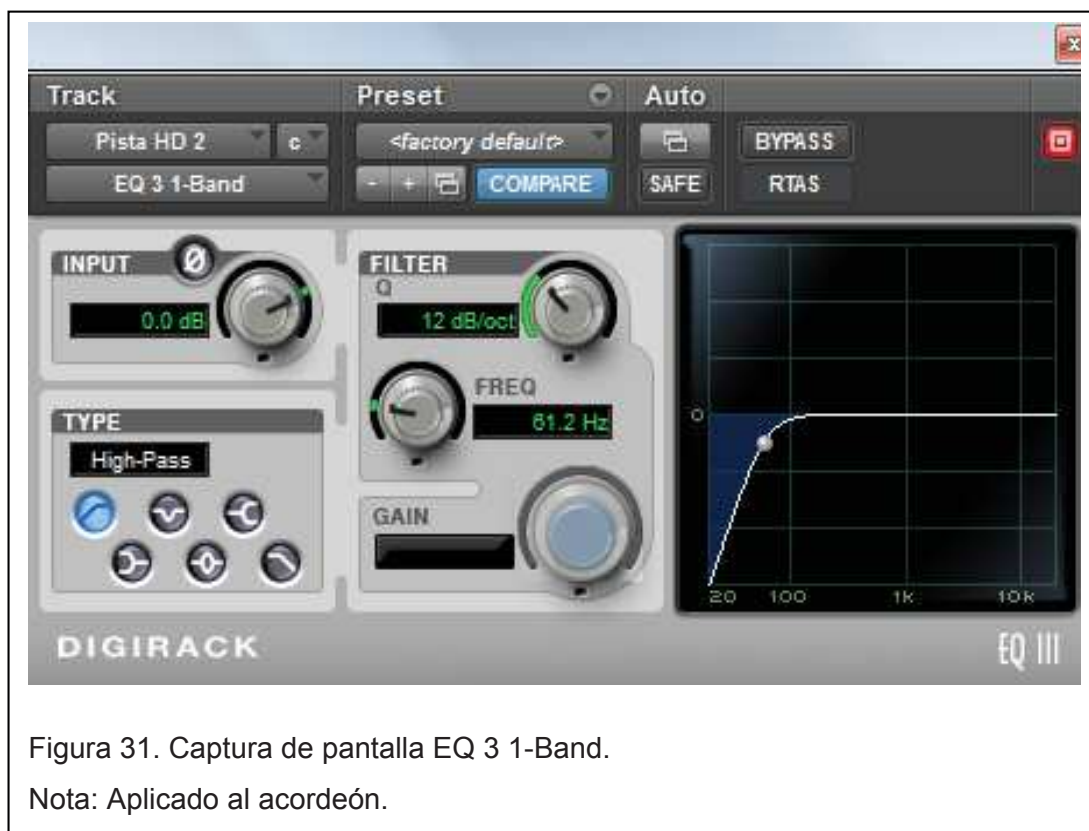 Track Preset Auto
Pista HD 2 c <factory default> BYPASS
EQ 3 1-Band - + COMPARE SAFE RTAS
INPUT Ø
0.0 dB
FILTER
Q
12 dB/oct
FREQ
61.2 Hz
TYPE
High-Pass
GAIN
0
20 100 1K 10K
DIGIRACK EQ III
Figura 31. Captura de pantalla EQ 3 1-Band.
Nota: Aplicado al acordeón.